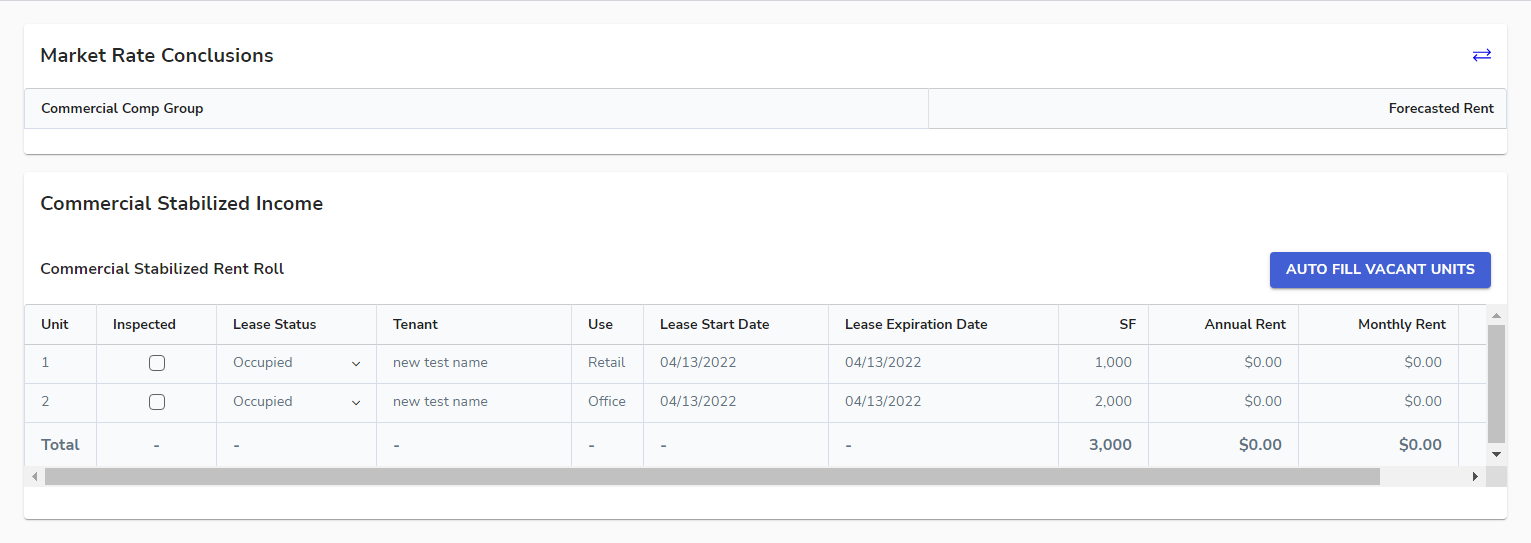 Market Rate Conclusions
Commercial Comp Group Forecasted Rent
Commercial Stabilized Income
Commercial Stabilized Rent Roll AUTO FILL VACANT UNITS
Unit Inspected Lease Status Tenant Use Lease Start Date Lease Expiration Date SF Annual Rent Monthly Rent
1 Occupied new test name Retail 04/13/2022 04/13/2022 1,000 $0.00 $0.00
2 Occupied new test name Office 04/13/2022 04/13/2022 2,000 $0.00 $0.00
Total - - - - - - 3,000 $0.00 $0.00